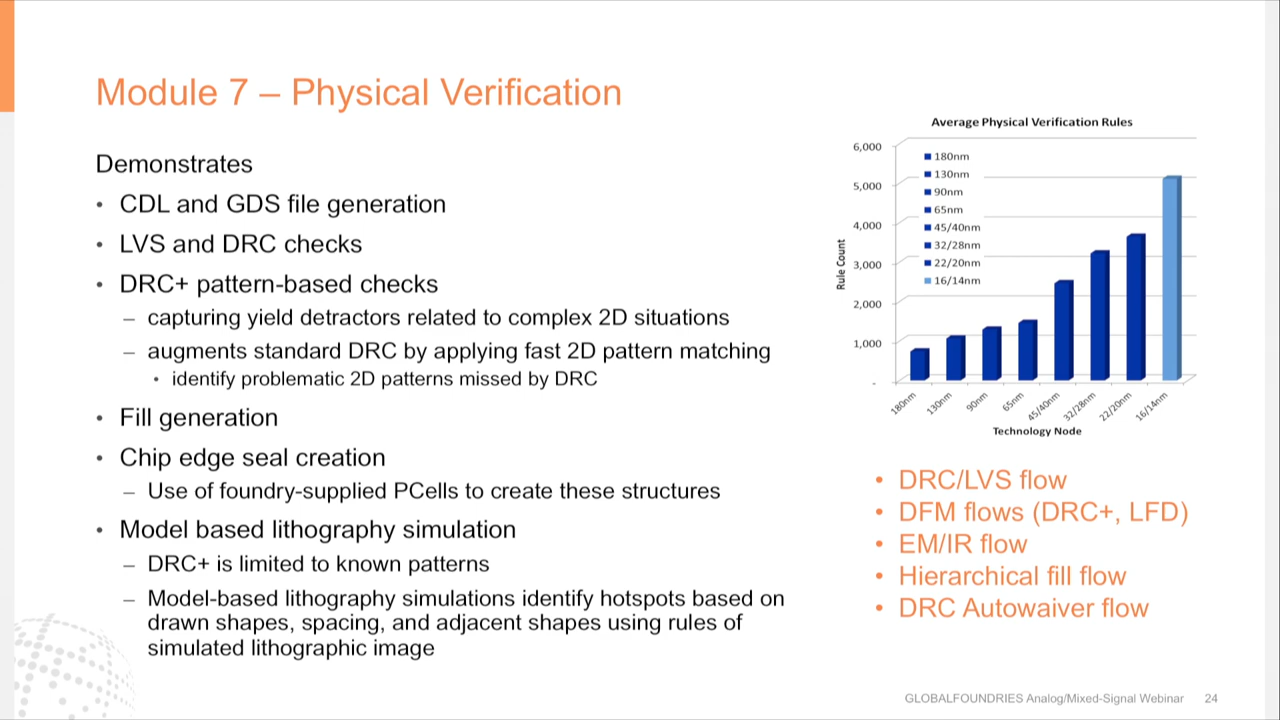 Module 7 – Physical Verification
Demonstrates
• CDL and GDS file generation
• LVS and DRC checks
• DRC+ pattern-based checks
– capturing yield detractors related to complex 2D situations
– augments standard DRC by applying fast 2D pattern matching
• identify problematic 2D patterns missed by DRC
• Fill generation
• Chip edge seal creation
– Use of foundry-supplied PCells to create these structures
• Model based lithography simulation
– DRC+ is limited to known patterns
– Model-based lithography simulations identify hotspots based on
drawn shapes, spacing, and adjacent shapes using rules of
simulated lithographic image
Average Physical Verification Rules
6,000
5,000
4,000
3,000
2,000
1,000
-
Rule Count
180nm
130nm
90nm
65nm
45/40nm
32/28nm
22/20nm
16/14nm
180nm
130nm
90nm
65nm
45/40nm
32/28nm
22/20nm
16/14nm
Technology Node
• DRC/LVS flow
• DFM flows (DRC+, LFD)
• EM/IR flow
• Hierarchical fill flow
• DRC Autowaiver flow
GLOBALFOUNDRIES Analog/Mixed-Signal Webinar 24